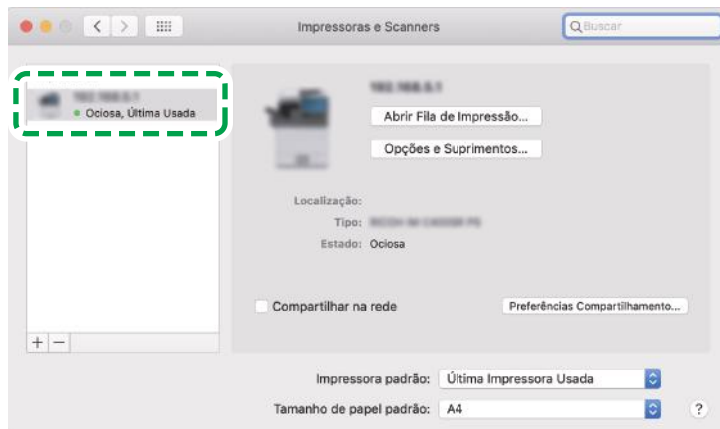 Impressoras e Scanners
Buscar
Ociosa, Última Usada
Abrir Fila de Impressão...
Opções e Suprimentos...
Localização:
Tipo:
Estado: Ociosa
Compartilhar na rede
Preferências Compartilhamento...
+ −
Impressora padrão: Última Impressora Usada
Tamanho de papel padrão: A4
?